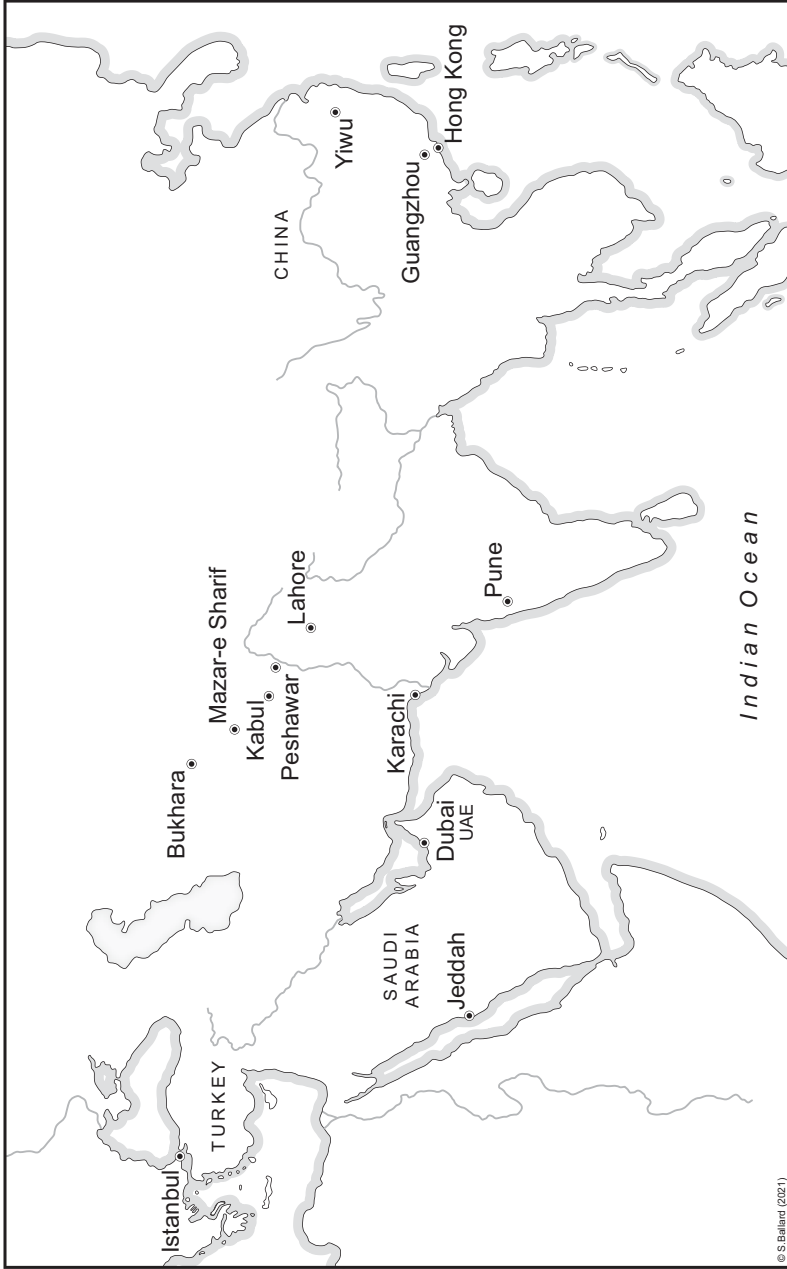 Istanbul
TURKEY
Bukhara
Mazar-e Sharif
Kabul
Peshawar
Lahore
CHINA
Yiwu
Guangzhou
Hong Kong
Karachi
Pune
Dubai
UAE
SAUDI
ARABIA
Jeddah
Indian Ocean
© S.Ballard (2021)